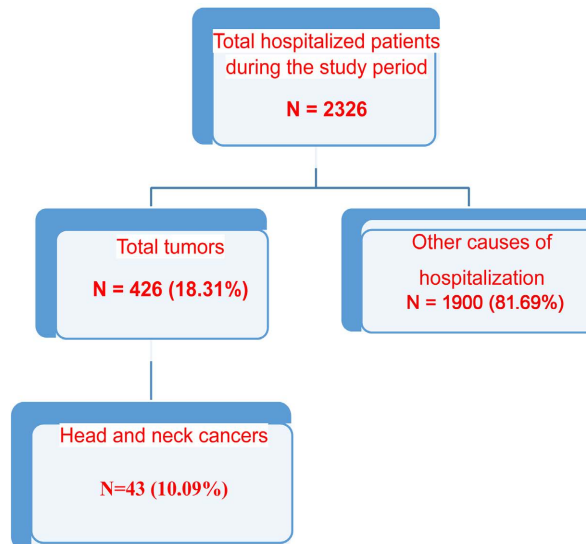 Total hospitalized patients
during the study period
N = 2326
Total tumors
N = 426 (18.31%)
Other causes of
hospitalization
N = 1900 (81.69%)
Head and neck cancers
N=43 (10.09%)